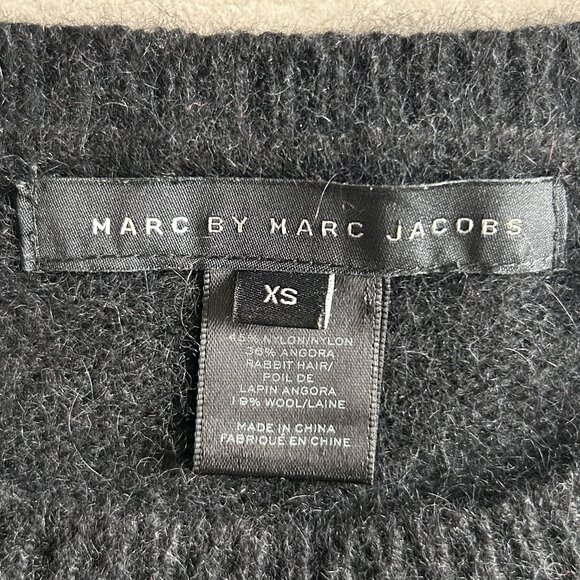 MARC BY MARC JACOBS
XS
45% NYLON/NYLON
36% ANGORA
RABBIT HAIR/
POIL DE
LAPIN ANGORA
19% WOOL/LAINE
MADE IN CHINA
FABRIQUÉ EN CHINE